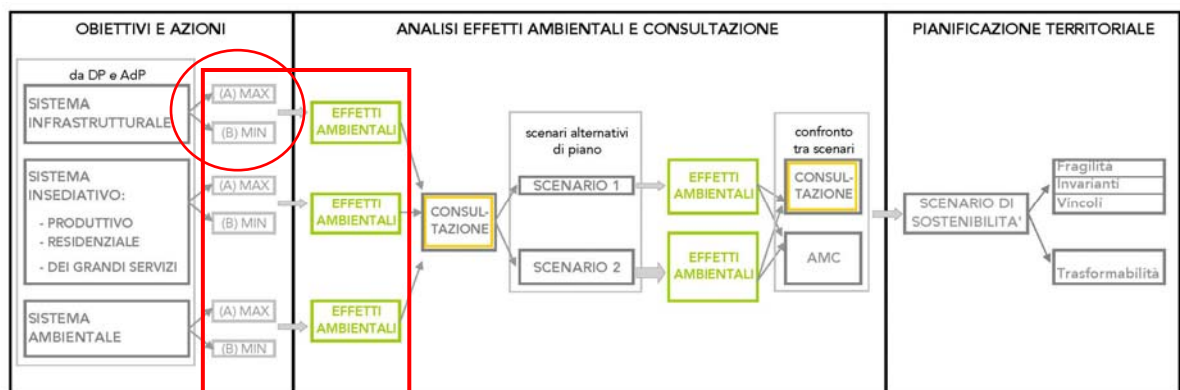 OBIETTIVI E AZIONI
da DP e AdP
SISTEMA
INFRASTRUTTURALE
(A) MAX
(B) MIN
SISTEMA
INSEDIATIVO:
- PRODUTTIVO
- RESIDENZIALE
- DEI GRANDI SERVIZI
(A) MAX
(B) MIN
SISTEMA
AMBIENTALE
(A) MAX
(B) MIN
ANALISI EFFETTI AMBIENTALI E CONSULTAZIONE
EFFETTI
AMBIENTALI
EFFETTI
AMBIENTALI
EFFETTI
AMBIENTALI
CONSUL-
TAZIONE
scenari alternativi
di piano
SCENARIO 1
SCENARIO 2
EFFETTI
AMBIENTALI
EFFETTI
AMBIENTALI
confronto
tra scenari
CONSUL-
TAZIONE
AMC
PIANIFICAZIONE TERRITORIALE
SCENARIO DI
SOSTENIBILITA'
Fragilità
Invarianti
Vincoli
Trasformabilità